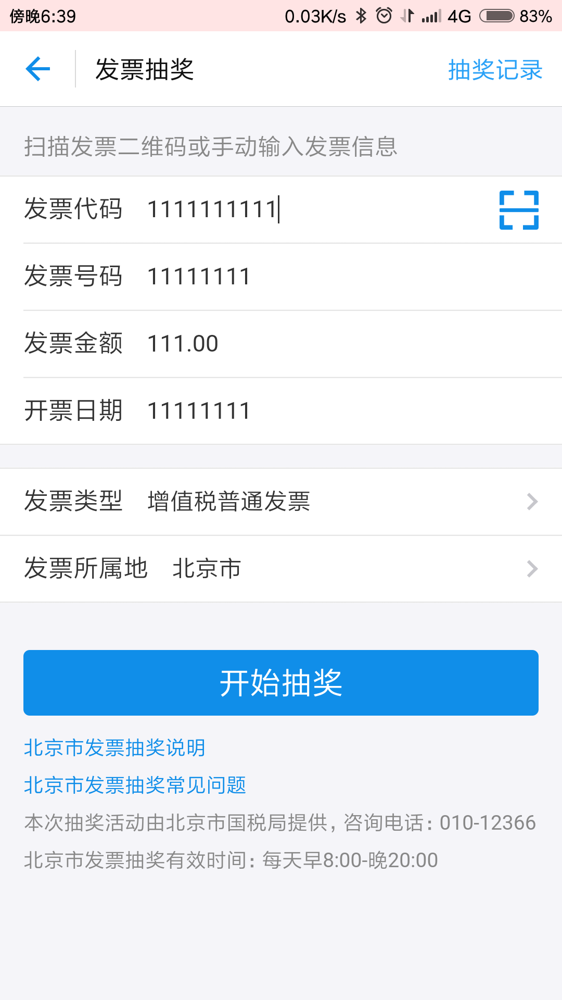 傍晚6:39 0.03K/s 4G 83%
发票抽奖 抽奖记录
扫描发票二维码或手动输入发票信息
发票代码 1111111111
发票号码 11111111
发票金额 111.00
开票日期 11111111
发票类型 增值税普通发票
发票所属地 北京市
开始抽奖
北京市发票抽奖说明
北京市发票抽奖常见问题
本次抽奖活动由北京市国税局提供，咨询电话：010-12366
北京市发票抽奖有效时间：每天早8:00-晚20:00